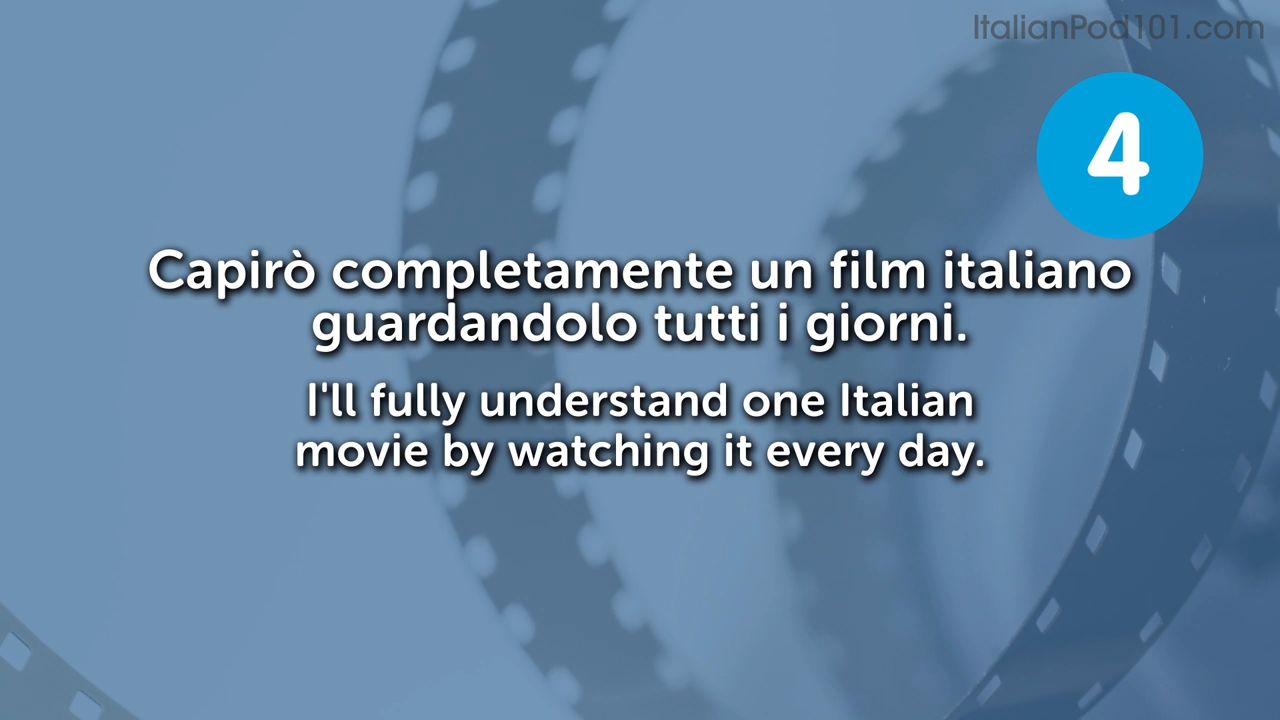 ItalianPod101.com
4
Capirò completamente un film italiano
guardandolo tutti i giorni.
I'll fully understand one Italian
movie by watching it every day.